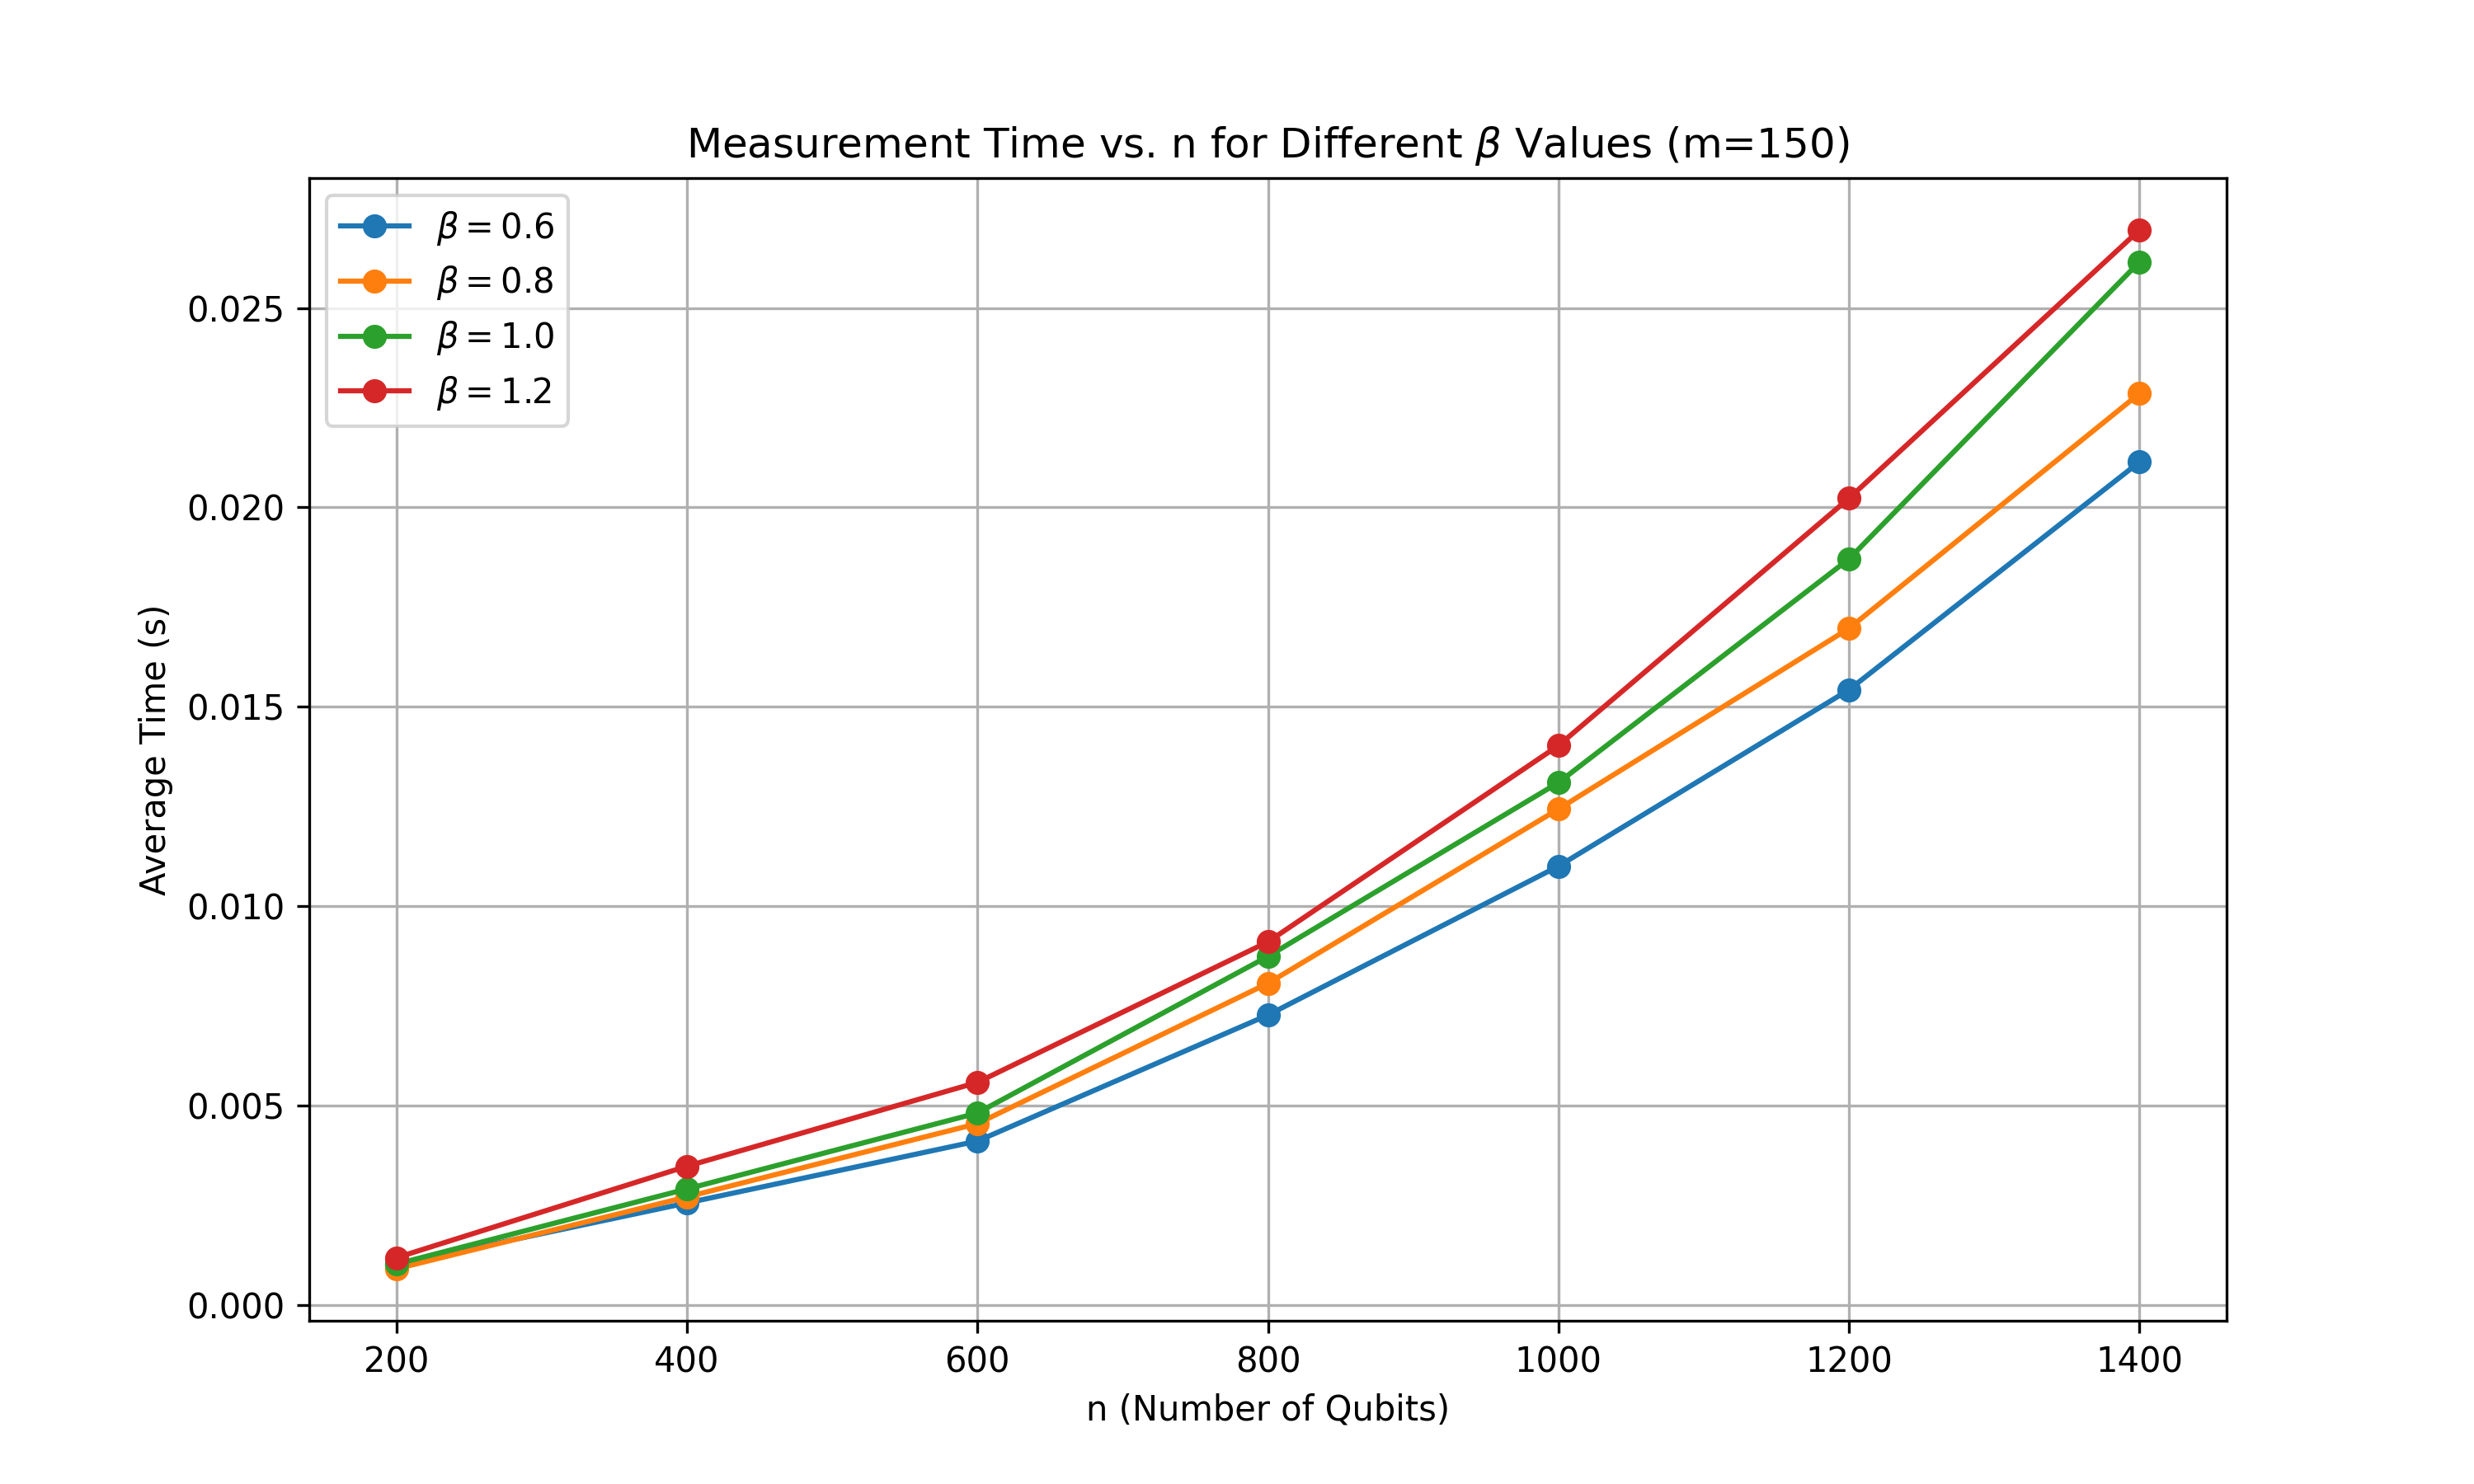 Measurement Time vs. n for Different β Values (m=150)
β = 0.6
β = 0.8
β = 1.0
β = 1.2
Average Time (s)
0.025
0.020
0.015
0.010
0.005
0.000
200 400 600 800 1000 1200 1400
n (Number of Qubits)